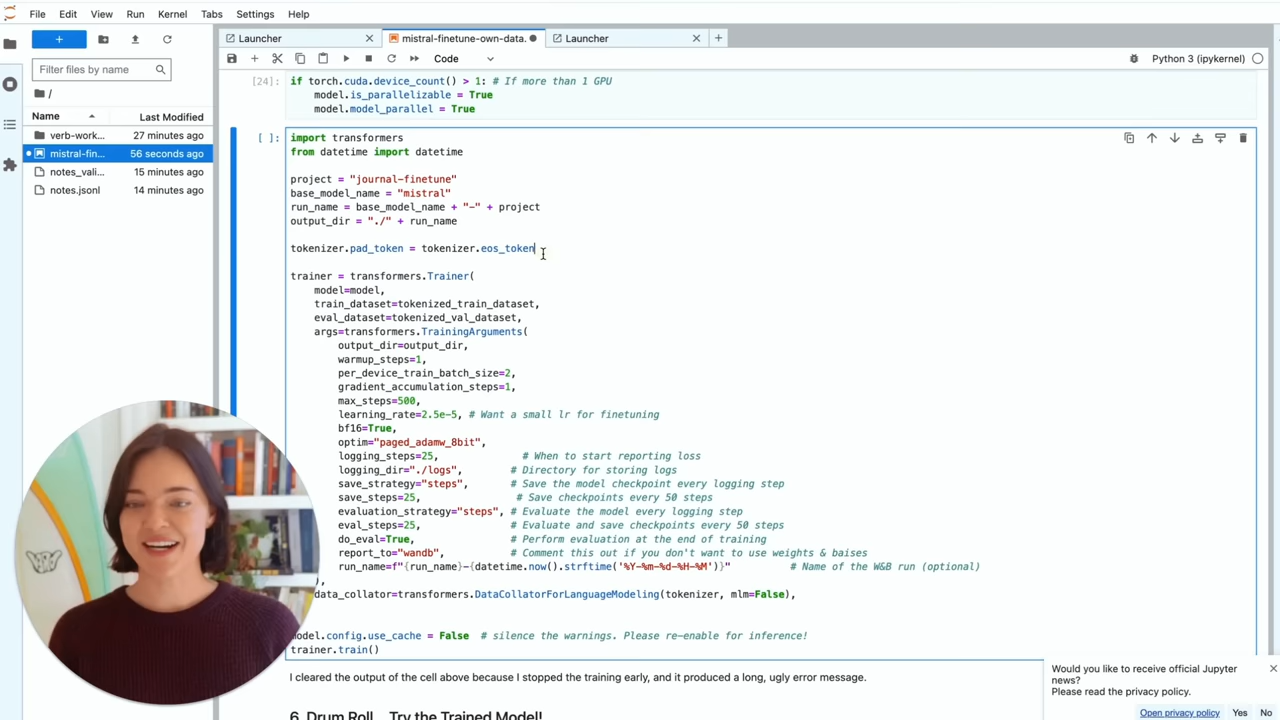 File Edit View Run Kernel Tabs Settings Help
Launcher
mistral-finetune-own-data.
Launcher
Code
Python 3 (ipykernel)
Filter files by name
/
Name Last Modified
verb-work... 27 minutes ago
mistral-fin... 56 seconds ago
notes_vali... 15 minutes ago
notes.jsonl 14 minutes ago
[24]: if torch.cuda.device_count() > 1: # If more than 1 GPU
model.is_parallelizable = True
model.model_parallel = True
[ ]: import transformers
from datetime import datetime
project = "journal-finetune"
base_model_name = "mistral"
run_name = base_model_name + "-" + project
output_dir = "./" + run_name
tokenizer.pad_token = tokenizer.eos_token
trainer = transformers.Trainer(
model=model,
train_dataset=tokenized_train_dataset,
eval_dataset=tokenized_val_dataset,
args=transformers.TrainingArguments(
output_dir=output_dir,
warmup_steps=1,
per_device_train_batch_size=2,
gradient_accumulation_steps=1,
max_steps=500,
learning_rate=2.5e-5, # Want a small lr for finetuning
bf16=True,
optim="paged_adamw_8bit",
logging_steps=25, # When to start reporting loss
logging_dir="./logs", # Directory for storing logs
save_strategy="steps", # Save the model checkpoint every logging step
save_steps=25, # Save checkpoints every 50 steps
evaluation_strategy="steps", # Evaluate the model every logging step
eval_steps=25, # Evaluate and save checkpoints every 50 steps
do_eval=True, # Perform evaluation at the end of training
report_to="wandb", # Comment this out if you don't want to use weights & baises
run_name=f"{run_name}-{datetime.now().strftime('%Y-%m-%d-%H-%M')}" # Name of the W&B run (optional)
),
data_collator=transformers.DataCollatorForLanguageModeling(tokenizer, mlm=False),
model.config.use_cache = False # silence the warnings. Please re-enable for inference!
trainer.train()
I cleared the output of the cell above because I stopped the training early, and it produced a long, ugly error message.
6. Drum Roll... Try the Trained Model!
Would you like to receive official Jupyter
news?
Please read the privacy policy.
Open privacy policy Yes No